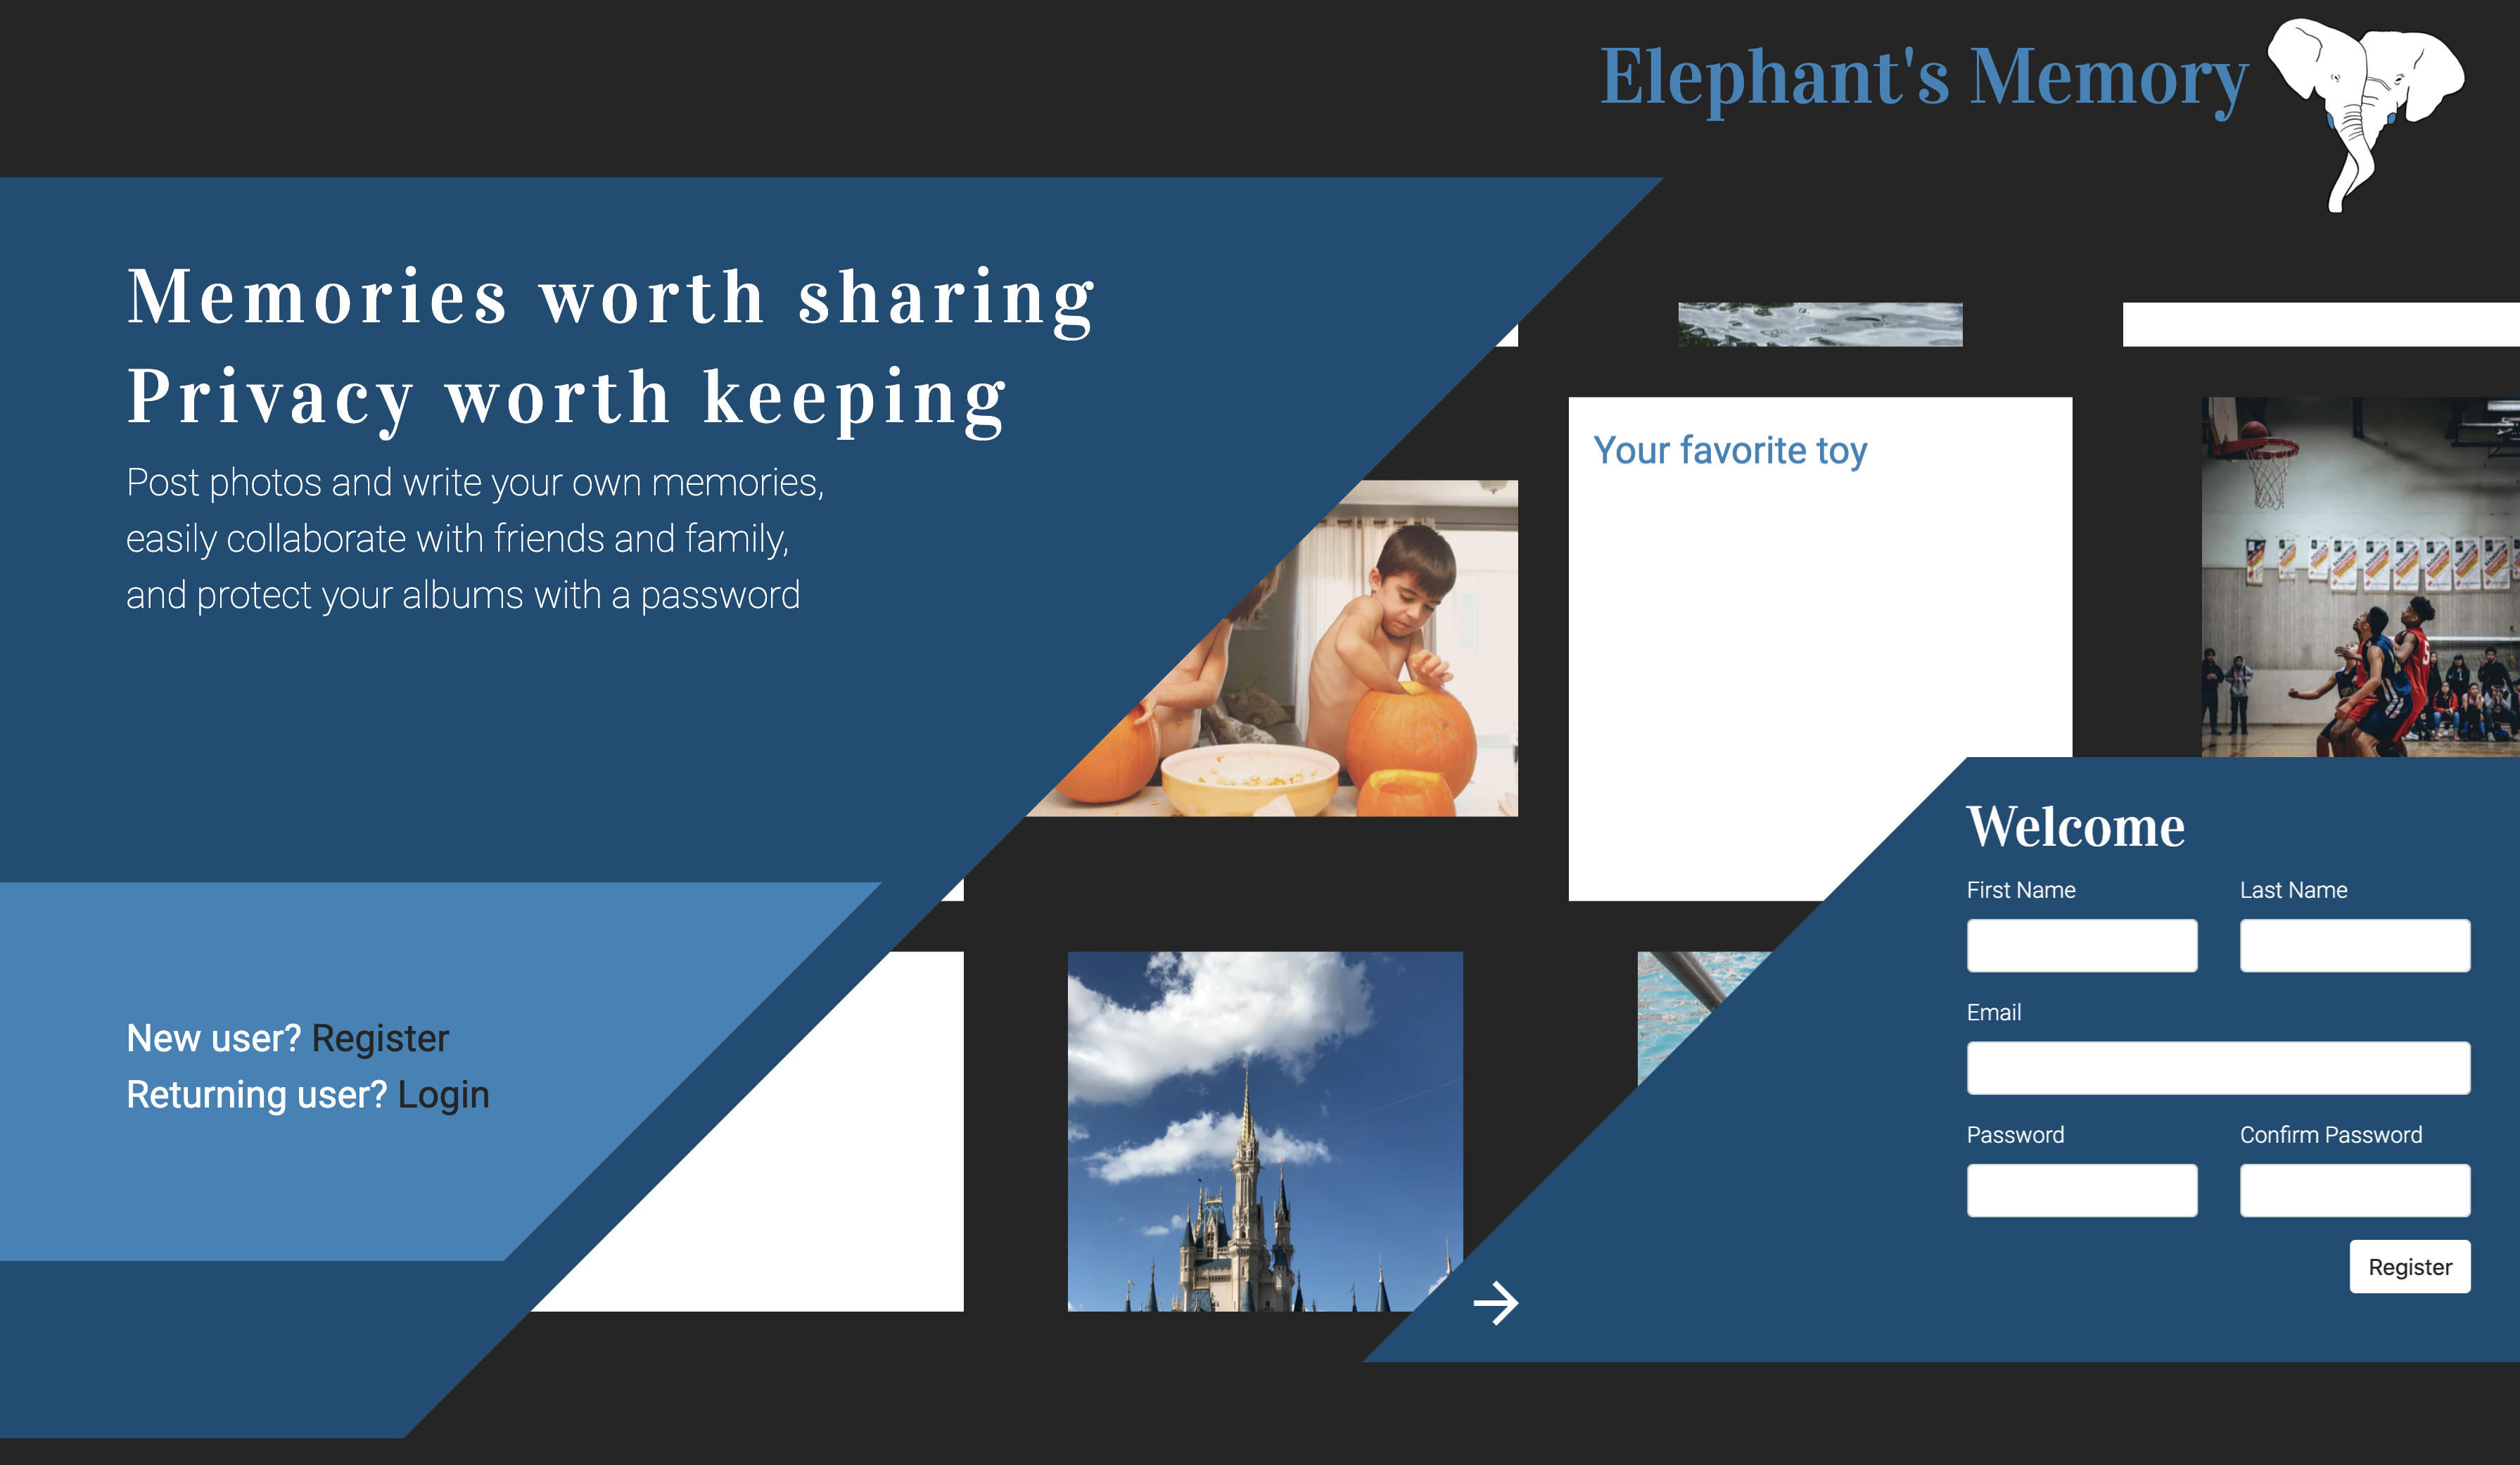 Elephant's Memory
Memories worth sharing
Privacy worth keeping
Post photos and write your own memories,
easily collaborate with friends and family,
and protect your albums with a password
Your favorite toy
New user? Register
Returning user? Login
Welcome
First Name
Last Name
Email
Password
Confirm Password
Register